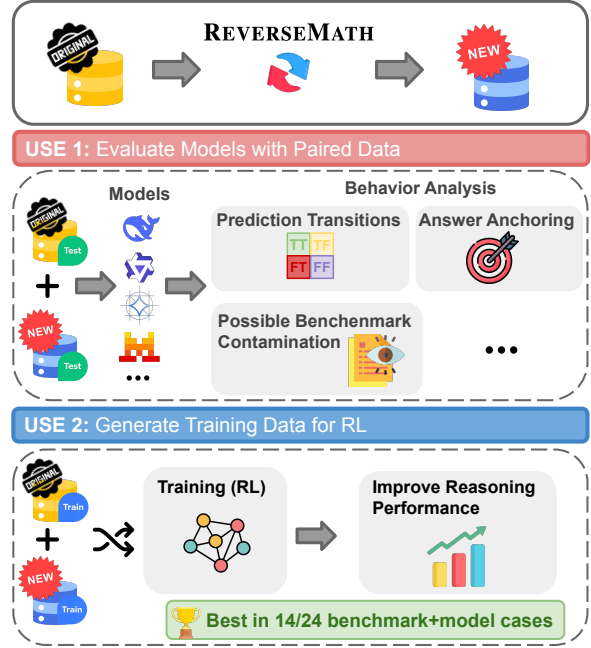 REVERSEMATH
ORIGINAL
NEW
USE 1: Evaluate Models with Paired Data
Models
Behavior Analysis
ORIGINAL
Test
NEW
Test
...
Prediction Transitions
TT TF
FT FF
Answer Anchoring
Possible Benchenmark
Contamination
...
USE 2: Generate Training Data for RL
ORIGINAL
Train
NEW
Train
Training (RL)
Improve Reasoning
Performance
Best in 14/24 benchmark+model cases